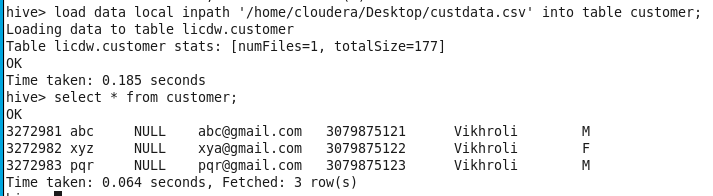 hive> load data local inpath '/home/cloudera/Desktop/custdata.csv' into table customer;
Loading data to table licdw.customer
Table licdw.customer stats: [numFiles=1, totalSize=177]
OK
Time taken: 0.185 seconds
hive> select * from customer;
OK
3272981 abc NULL abc@gmail.com 3079875121 Vikhroli M
3272982 xyz NULL xya@gmail.com 3079875122 Vikhroli F
3272983 pqr NULL pqr@gmail.com 3079875123 Vikhroli M
Time taken: 0.064 seconds, Fetched: 3 row(s)